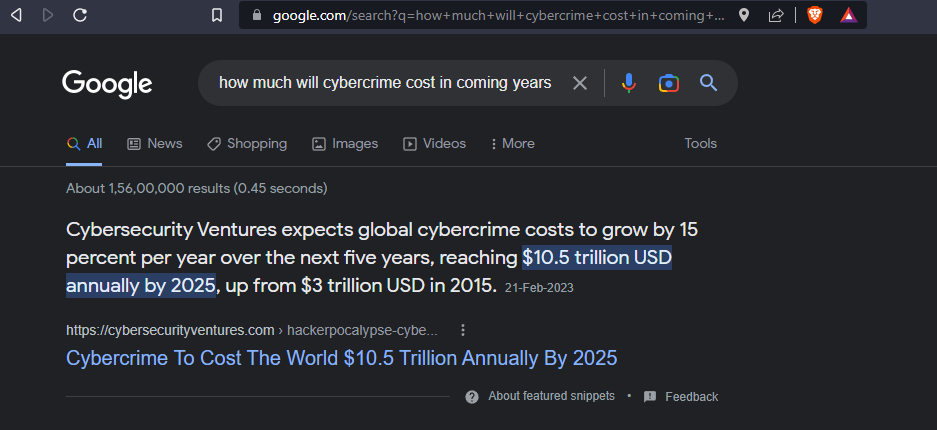 google.com/search?q=how+much+will+cybercrime+cost+in+coming+...
Google
how much will cybercrime cost in coming years
All News Shopping Images Videos More Tools
About 1,56,00,000 results (0.45 seconds)
Cybersecurity Ventures expects global cybercrime costs to grow by 15
percent per year over the next five years, reaching $10.5 trillion USD
annually by 2025, up from $3 trillion USD in 2015. 21-Feb-2023
https://cybersecurityventures.com › hackerpocalypse-cybe...
Cybercrime To Cost The World $10.5 Trillion Annually By 2025
About featured snippets • Feedback